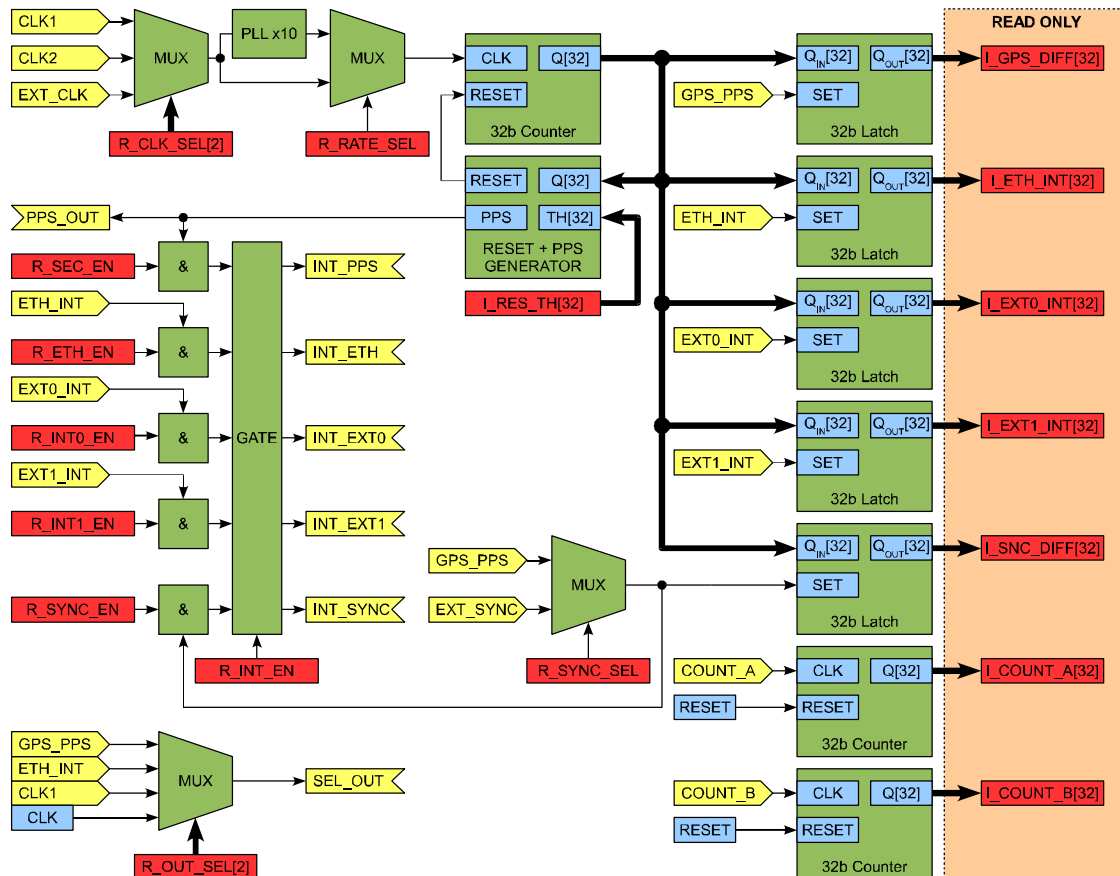 CLK1
CLK2
EXT_CLK
MUX
PLL x10
MUX
R_CLK_SEL[2]
R_RATE_SEL
CLK
Q[32]
RESET
32b Counter
RESET
Q[32]
PPS
TH[32]
RESET + PPS
GENERATOR
I_RES_TH[32]
PPS_OUT
R_SEC_EN
&
INT_PPS
ETH_INT
R_ETH_EN
&
INT_ETH
EXT0_INT
R_INT0_EN
&
GATE
INT_EXT0
EXT1_INT
R_INT1_EN
&
INT_EXT1
R_SYNC_EN
&
INT_SYNC
R_INT_EN
GPS_PPS
EXT_SYNC
MUX
R_SYNC_SEL
GPS_PPS
ETH_INT
CLK1
CLK
MUX
SEL_OUT
R_OUT_SEL[2]
READ ONLY
QIN[32]
QOUT[32]
I_GPS_DIFF[32]
GPS_PPS
SET
32b Latch
QIN[32]
QOUT[32]
I_ETH_INT[32]
ETH_INT
SET
32b Latch
QIN[32]
QOUT[32]
I_EXT0_INT[32]
EXT0_INT
SET
32b Latch
QIN[32]
QOUT[32]
I_EXT1_INT[32]
EXT1_INT
SET
32b Latch
QIN[32]
QOUT[32]
I_SNC_DIFF[32]
SET
32b Latch
COUNT_A
CLK
Q[32]
I_COUNT_A[32]
RESET
RESET
32b Counter
COUNT_B
CLK
Q[32]
I_COUNT_B[32]
RESET
RESET
32b Counter